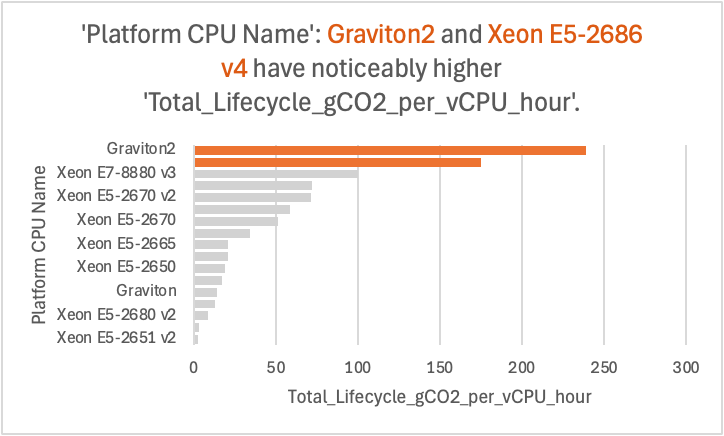 'Platform CPU Name': Graviton2 and Xeon E5-2686
v4 have noticeably higher
'Total_Lifecycle_gCO2_per_vCPU_hour'.
Platform CPU Name
Graviton2
Xeon E7-8880 v3
Xeon E5-2670 v2
Xeon E5-2670
Xeon E5-2665
Xeon E5-2650
Graviton
Xeon E5-2680 v2
Xeon E5-2651 v2
0 50 100 150 200 250 300
Total_Lifecycle_gCO2_per_vCPU_hour